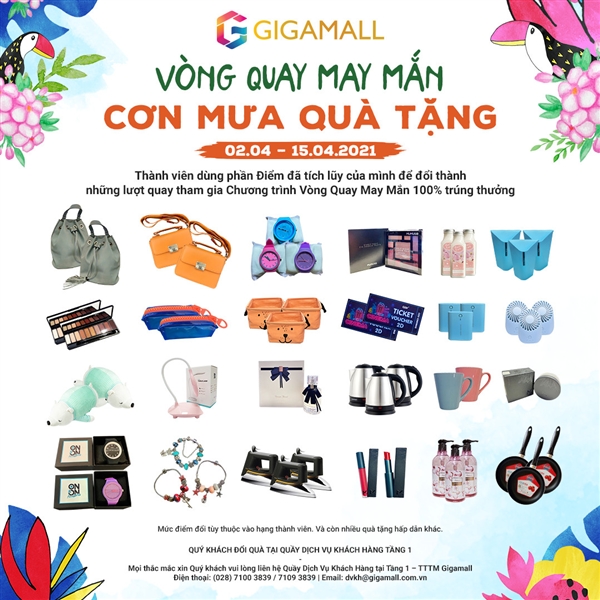 GIGAMALL
VÒNG QUAY MAY MẮN
CƠN MƯA QUÀ TẶNG
02.04 – 15.04.2021
Thành viên dùng phần Điểm đã tích lũy của mình để đổi thành
những lượt quay tham gia Chương trình Vòng Quay May Mắn 100% trúng thưởng
TICKET
VOUCHER
2D
Mức điểm đổi tùy thuộc vào hạng thành viên. Và còn nhiều quà tặng hấp dẫn khác.
QUÝ KHÁCH ĐỔI QUÀ TẠI QUẦY DỊCH VỤ KHÁCH HÀNG TẦNG 1
-
Mọi thắc mắc xin Quý khách vui lòng liên hệ Quầy Dịch Vụ Khách Hàng tại Tầng 1 – TTTM Gigamall
Điện thoại: (028) 7100 3839 / 7109 3839 | Email: dvkh@gigamall.com.vn